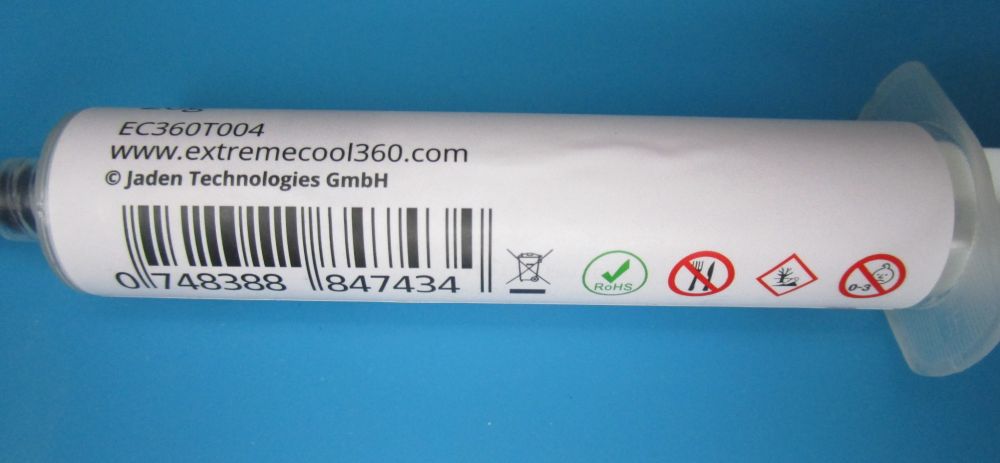 EC360T004
www.extremecool360.com
© Jaden Technologies GmbH
0 748388 847434
RoHS
0-3